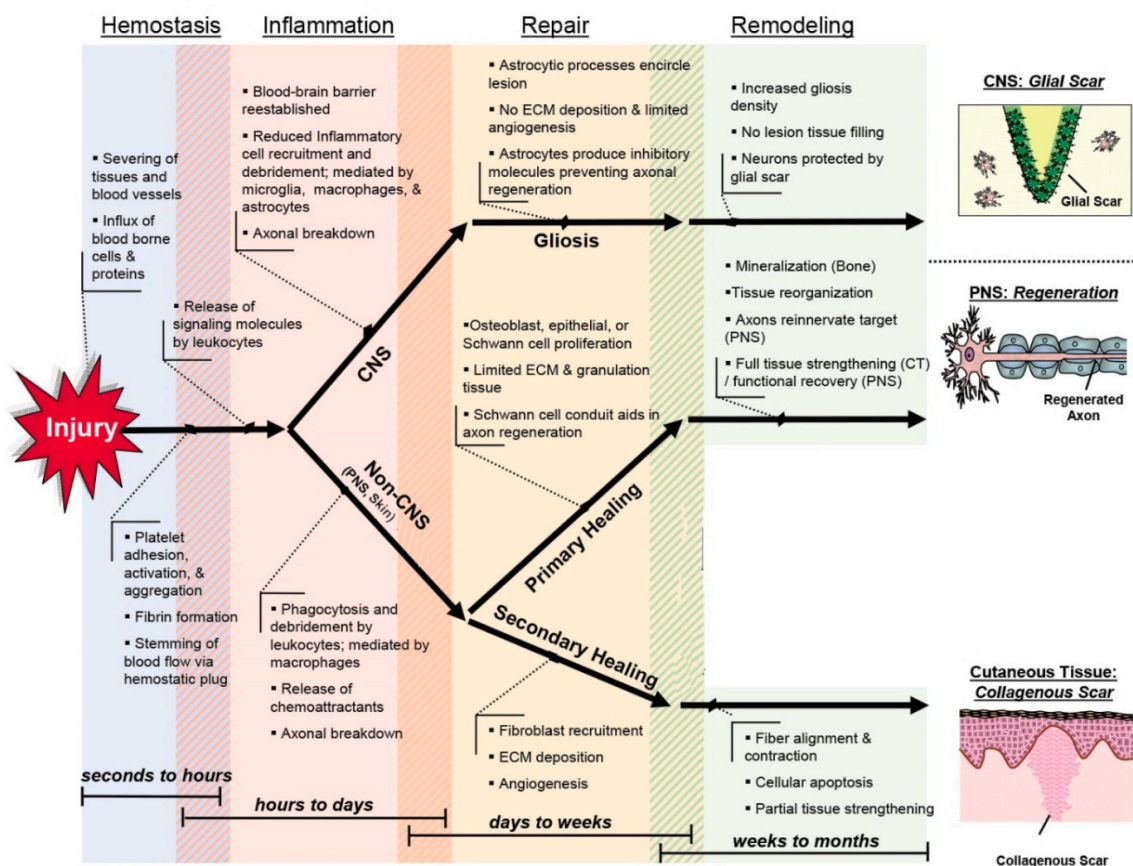 Hemostasis
Inflammation
Repair
Remodeling
▪ Severing of
tissues and
blood vessels
▪ Influx of
blood borne
cells &
proteins
▪ Release of
signaling molecules
by leukocytes
Injury
▪ Platelet
adhesion,
activation, &
aggregation
▪ Fibrin formation
▪ Stemming of
blood flow via
hemostatic plug
▪ Blood-brain barrier
reestablished
▪ Reduced Inflammatory
cell recruitment and
debridement; mediated by
microglia, macrophages, &
astrocytes
▪ Axonal breakdown
CNS
Non-CNS
(PNS, Skin)
▪ Phagocytosis and
debridement by
leukocytes; mediated by
macrophages
▪ Release of
chemoattractants
▪ Axonal breakdown
▪ Astrocytic processes encircle
lesion
▪ No ECM deposition & limited
angiogenesis
▪ Astrocytes produce inhibitory
molecules preventing axonal
regeneration
Gliosis
▪Osteoblast, epithelial, or
Schwann cell proliferation
▪ Limited ECM & granulation
tissue
▪ Schwann cell conduit aids in
axon regeneration
Primary Healing
Secondary Healing
▪ Fibroblast recruitment
▪ ECM deposition
▪ Angiogenesis
▪ Increased gliosis
density
▪ No lesion tissue filling
▪ Neurons protected by
glial scar
▪ Mineralization (Bone)
▪Tissue reorganization
▪ Axons reinnervate target
(PNS)
▪ Full tissue strengthening (CT)
/ functional recovery (PNS)
▪ Fiber alignment &
contraction
▪ Cellular apoptosis
▪ Partial tissue strengthening
CNS: Glial Scar
Glial Scar
PNS: Regeneration
Regenerated
Axon
Cutaneous Tissue:
Collagenous Scar
Collagenous Scar
seconds to hours
hours to days
days to weeks
weeks to months